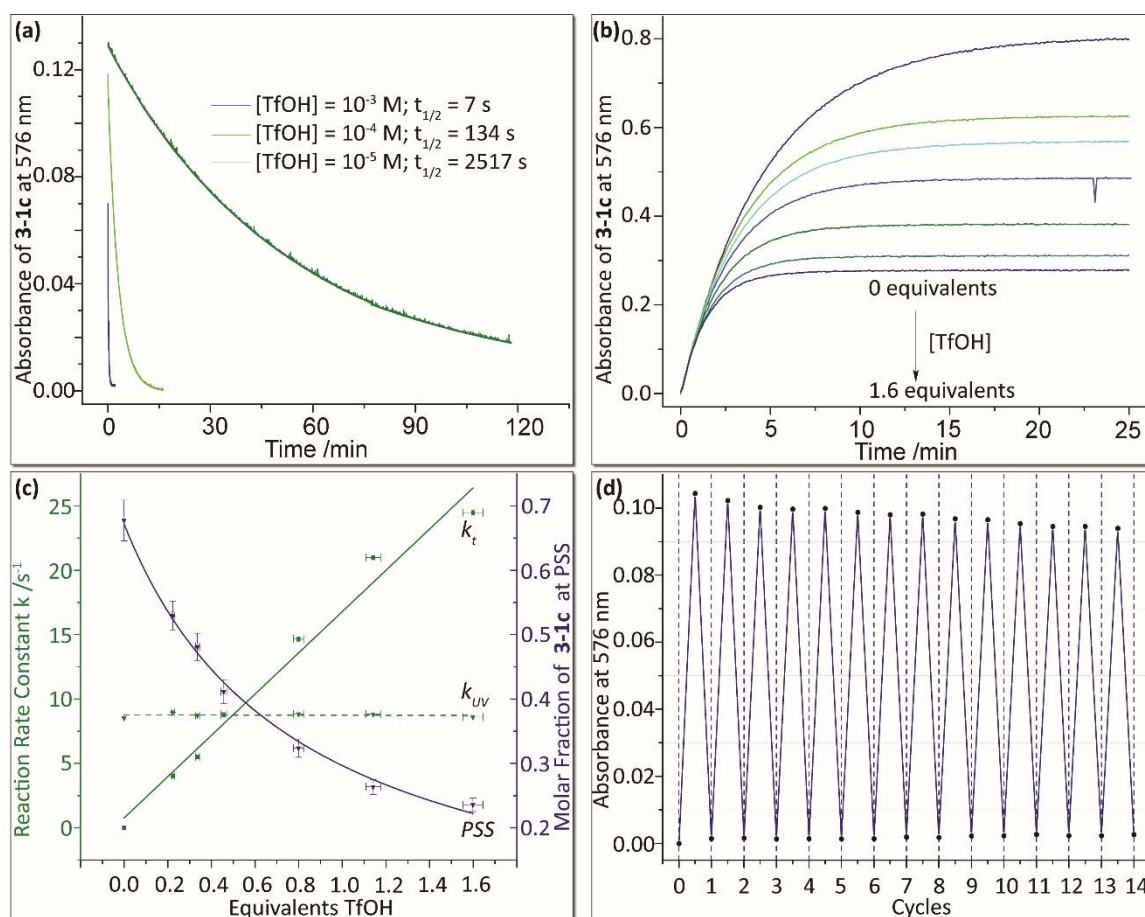 (a)
0.12
0.08
0.04
0.00
Absorbance of 3-1c at 576 nm
[TfOH] = 10⁻³ M; t₁/₂ = 7 s
[TfOH] = 10⁻⁴ M; t₁/₂ = 134 s
[TfOH] = 10⁻⁵ M; t₁/₂ = 2517 s
0 30 60 90 120
Time /min
(b)
0.8
0.6
0.4
0.2
0.0
Absorbance of 3-1c at 576 nm
0 equivalents
[TfOH]
1.6 equivalents
0 5 10 15 20 25
Time /min
(c)
25
20
15
10
5
0
Reaction Rate Constant k /s⁻¹
kₜ
k_UV
PSS
0.7
0.6
0.5
0.4
0.3
0.2
Molar Fraction of 3-1c at PSS
0.0 0.2 0.4 0.6 0.8 1.0 1.2 1.4 1.6
Equivalents TfOH
(d)
0.10
0.08
0.06
0.04
0.02
0.00
Absorbance at 576 nm
0 1 2 3 4 5 6 7 8 9 10 11 12 13 14
Cycles